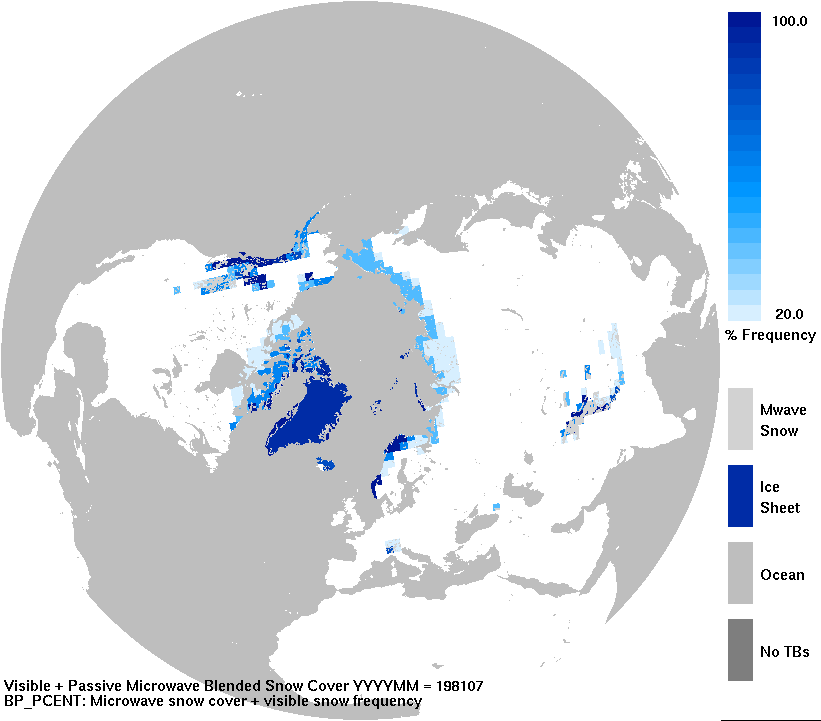 100.0
20.0
% Frequency
Mwave
Snow
Ice
Sheet
Ocean
No TBs
Visible + Passive Microwave Blended Snow Cover YYYYMM = 198107
BP_PCENT: Microwave snow cover + visible snow frequency